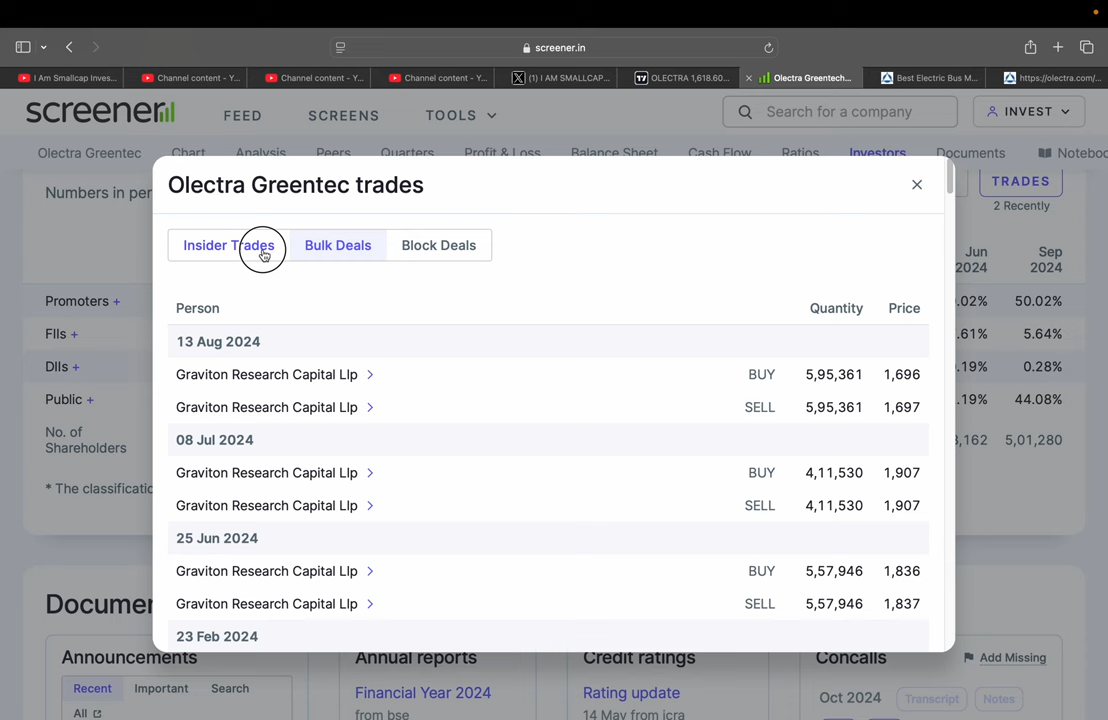 screener.in
I Am Smallcap Inves...
Channel content - Y...
Channel content - Y...
Channel content - Y...
(1) I AM SMALLCAP...
OLECTRA 1,618.60...
Olectra Greentech...
Best Electric Bus M...
https://olectra.com/...
screener
FEED
SCREENS
TOOLS
Search for a company
INVEST
Olectra Greentec
Chart
Analysis
Peers
Quarters
Profit & Loss
Balance Sheet
Cash Flow
Ratios
Investors
Documents
Noteboo
Numbers in per
TRADES
2 Recently
Olectra Greentec trades
Insider Trades
Bulk Deals
Block Deals
Jun
2024
Sep
2024
Person
Quantity
Price
Promoters +
.02%
50.02%
FIIs +
.61%
5.64%
DIIs +
.19%
0.28%
Public +
.19%
44.08%
No. of
Shareholders
,162
5,01,280
* The classificatio
13 Aug 2024
Graviton Research Capital Llp
BUY
5,95,361
1,696
Graviton Research Capital Llp
SELL
5,95,361
1,697
08 Jul 2024
Graviton Research Capital Llp
BUY
4,11,530
1,907
Graviton Research Capital Llp
SELL
4,11,530
1,907
25 Jun 2024
Graviton Research Capital Llp
BUY
5,57,946
1,836
Graviton Research Capital Llp
SELL
5,57,946
1,837
23 Feb 2024
Documen
Announcements
Recent
Important
Search
All
Annual reports
Financial Year 2024
from bse
Credit ratings
Rating update
14 May from icra
Concalls
Add Missing
Oct 2024
Transcript
Notes